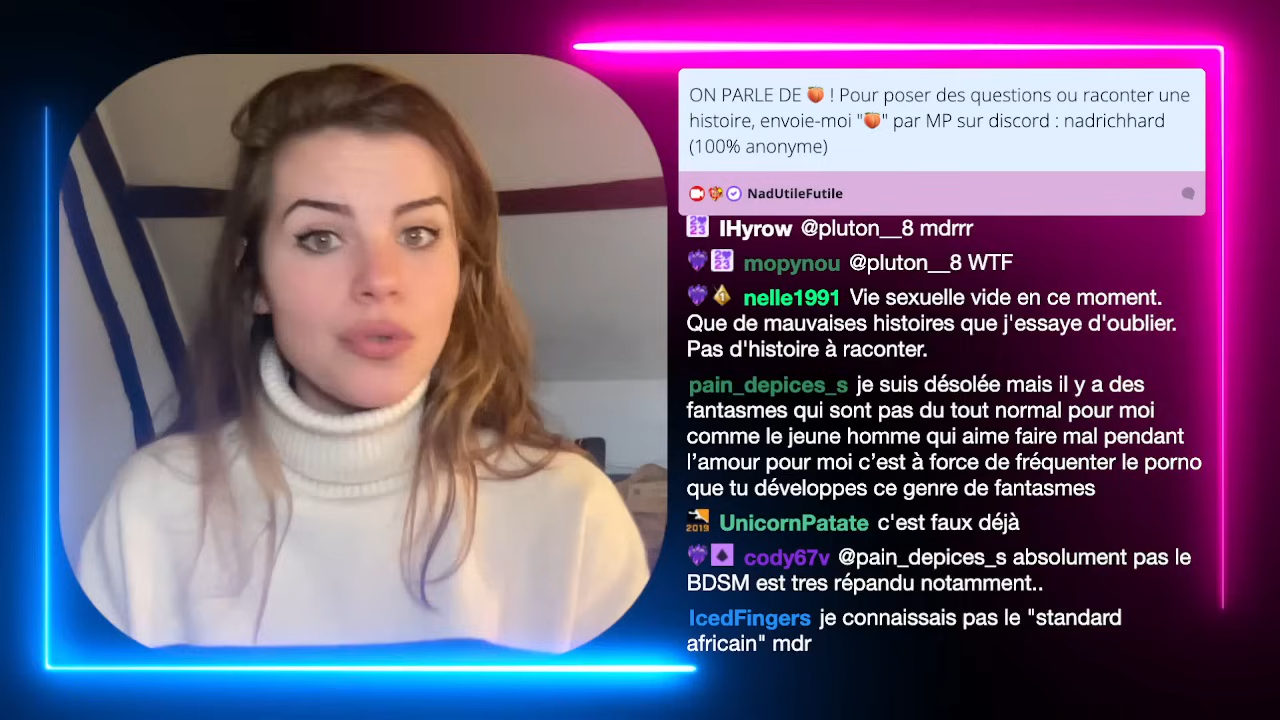 ON PARLE DE 🍑 ! Pour poser des questions ou raconter une
histoire, envoie-moi "🍑" par MP sur discord : nadrichhard
(100% anonyme)
NadUtileFutile
2023 IHyrow @pluton__8 mdrrr
2023 mopynou @pluton__8 WTF
1 nelle1991 Vie sexuelle vide en ce moment.
Que de mauvaises histoires que j'essaye d'oublier.
Pas d'histoire à raconter.
pain_depices_s je suis désolée mais il y a des
fantasmes qui sont pas du tout normal pour moi
comme le jeune homme qui aime faire mal pendant
l’amour pour moi c’est à force de fréquenter le porno
que tu développes ce genre de fantasmes
2019 UnicornPatate c'est faux déjà
cody67v @pain_depices_s absolument pas le
BDSM est tres répandu notamment..
IcedFingers je connaissais pas le "standard
africain" mdr